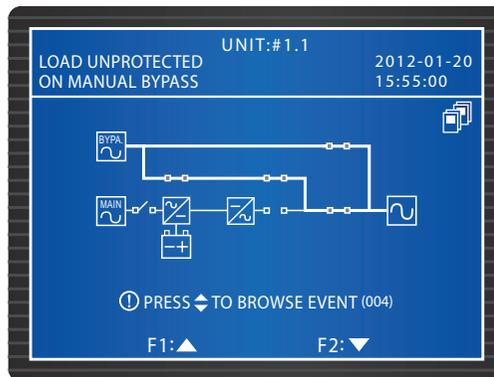 UNIT:#1.1
LOAD UNPROTECTED
2012-01-20
ON MANUAL BYPASS
15:55:00
BYPA.
MAIN
PRESS TO BROWSE EVENT (004)
F1: F2: